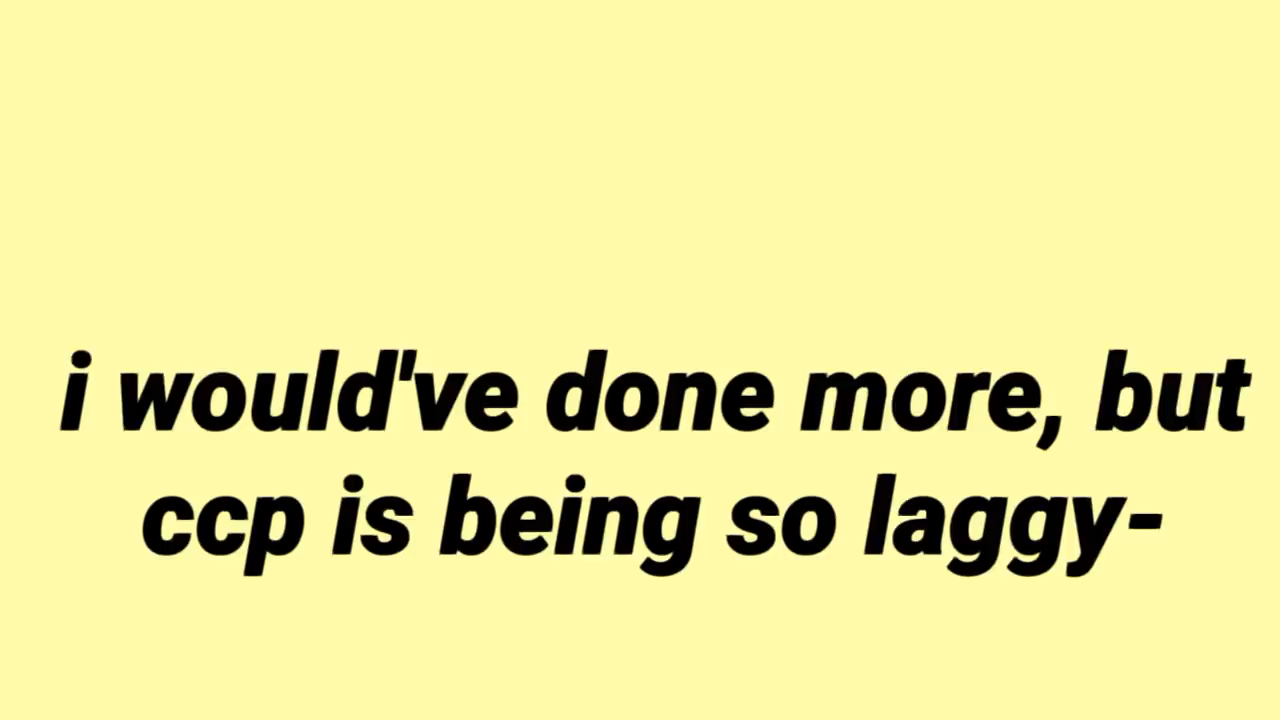 i would've done more, but
ccp is being so laggy-